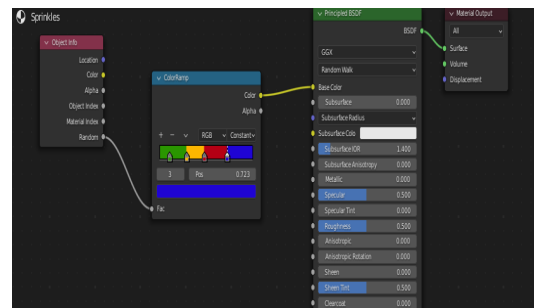 Sprinkles
Object Info
Location
Color
Alpha
Object Index
Material Index
Random
ColorRamp
Color
Alpha
+ − RGB Constant
3 Pos 0.723
Fac
Principled BSDF
BSDF
GGX
Random Walk
Base Color
Subsurface 0.000
Subsurface Radius
Subsurface Colo
Subsurface IOR 1.400
Subsurface Anisotropy 0.000
Metallic 0.000
Specular 0.500
Specular Tint 0.000
Roughness 0.500
Anisotropic 0.000
Anisotropic Rotation 0.000
Sheen 0.000
Sheen Tint 0.500
Clearcoat 0.000
Material Output
All
Surface
Volume
Displacement